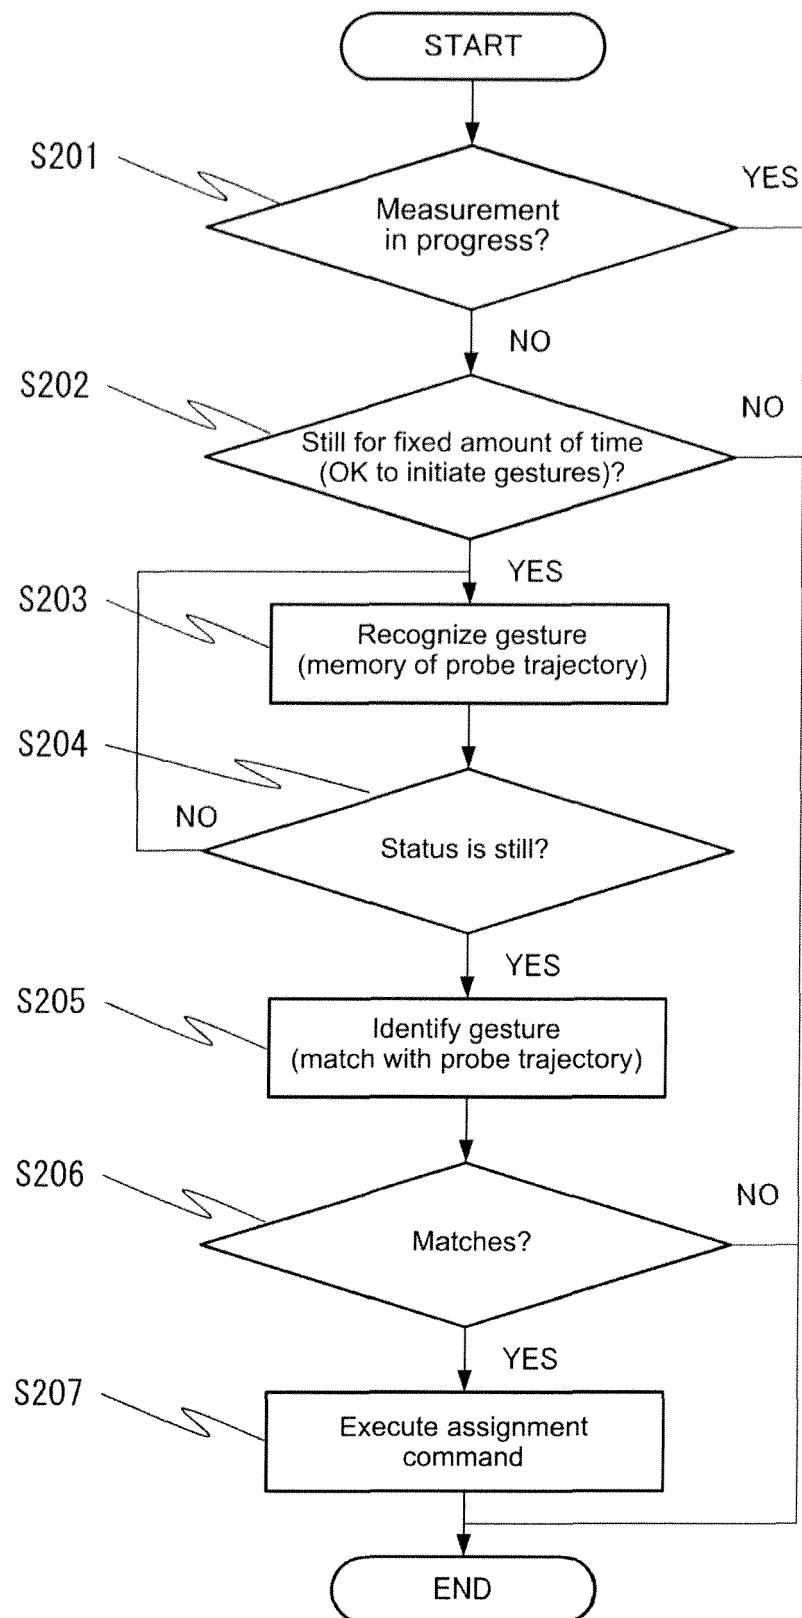 START
S201
YES
Measurement
in progress?
NO
S202
NO
Still for fixed amount of time
(OK to initiate gestures)?
YES
S203
Recognize gesture
(memory of probe trajectory)
S204
NO
Status is still?
YES
S205
Identify gesture
(match with probe trajectory)
S206
NO
Matches?
YES
S207
Execute assignment
command
END